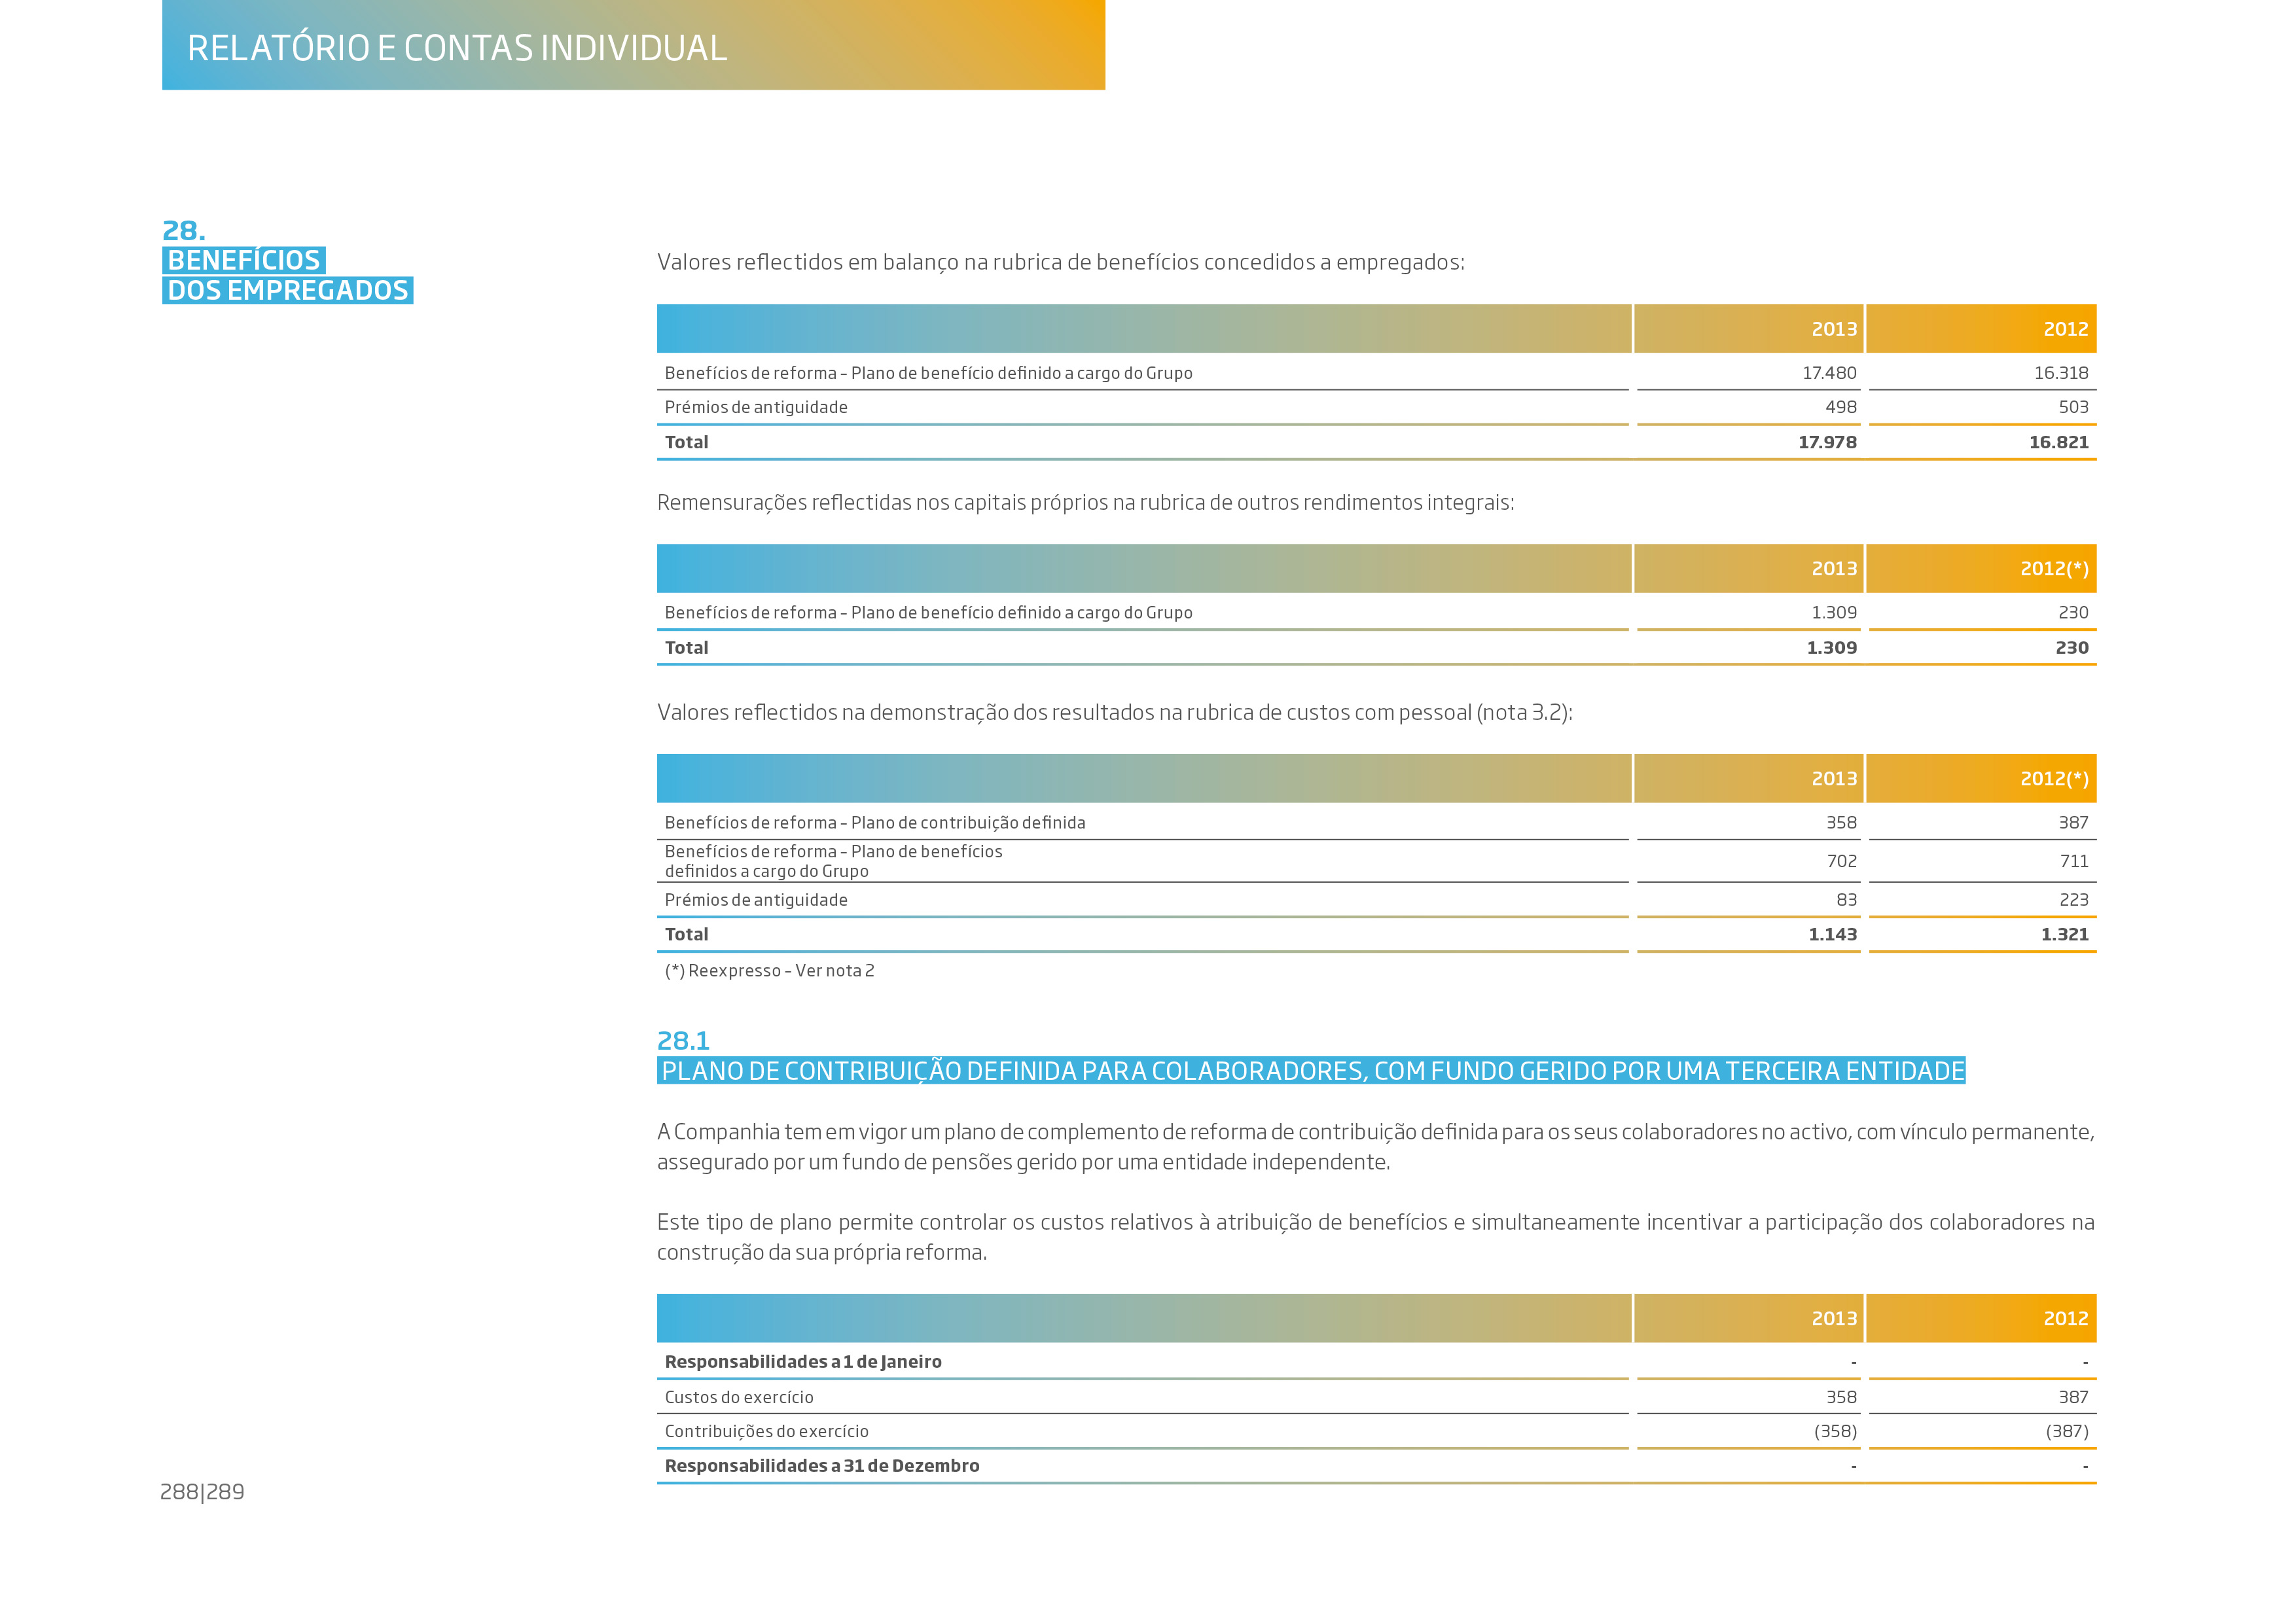 RELATÓRIO E CONTAS INDIVIDUAL
28.
BENEFÍCIOS
DOS EMPREGADOS
Valores reflectidos em balanço na rubrica de benefícios concedidos a empregados:
2013 2012
Benefícios de reforma – Plano de benefício definido a cargo do Grupo 17.480 16.318
Prémios de antiguidade 498 503
Total 17.978 16.821
Remensurações reflectidas nos capitais próprios na rubrica de outros rendimentos integrais:
2013 2012(*)
Benefícios de reforma – Plano de benefício definido a cargo do Grupo 1.309 230
Total 1.309 230
Valores reflectidos na demonstração dos resultados na rubrica de custos com pessoal (nota 3.2):
2013 2012(*)
Benefícios de reforma – Plano de contribuição definida 358 387
Benefícios de reforma – Plano de benefícios
definidos a cargo do Grupo 702 711
Prémios de antiguidade 83 223
Total 1.143 1.321
(*) Reexpresso – Ver nota 2
28.1
PLANO DE CONTRIBUIÇÃO DEFINIDA PARA COLABORADORES, COM FUNDO GERIDO POR UMA TERCEIRA ENTIDADE
A Companhia tem em vigor um plano de complemento de reforma de contribuição definida para os seus colaboradores no activo, com vínculo permanente,
assegurado por um fundo de pensões gerido por uma entidade independente.
Este tipo de plano permite controlar os custos relativos à atribuição de benefícios e simultaneamente incentivar a participação dos colaboradores na
construção da sua própria reforma.
2013 2012
Responsabilidades a 1 de Janeiro - -
Custos do exercício 358 387
Contribuições do exercício (358) (387)
Responsabilidades a 31 de Dezembro - -
288|289